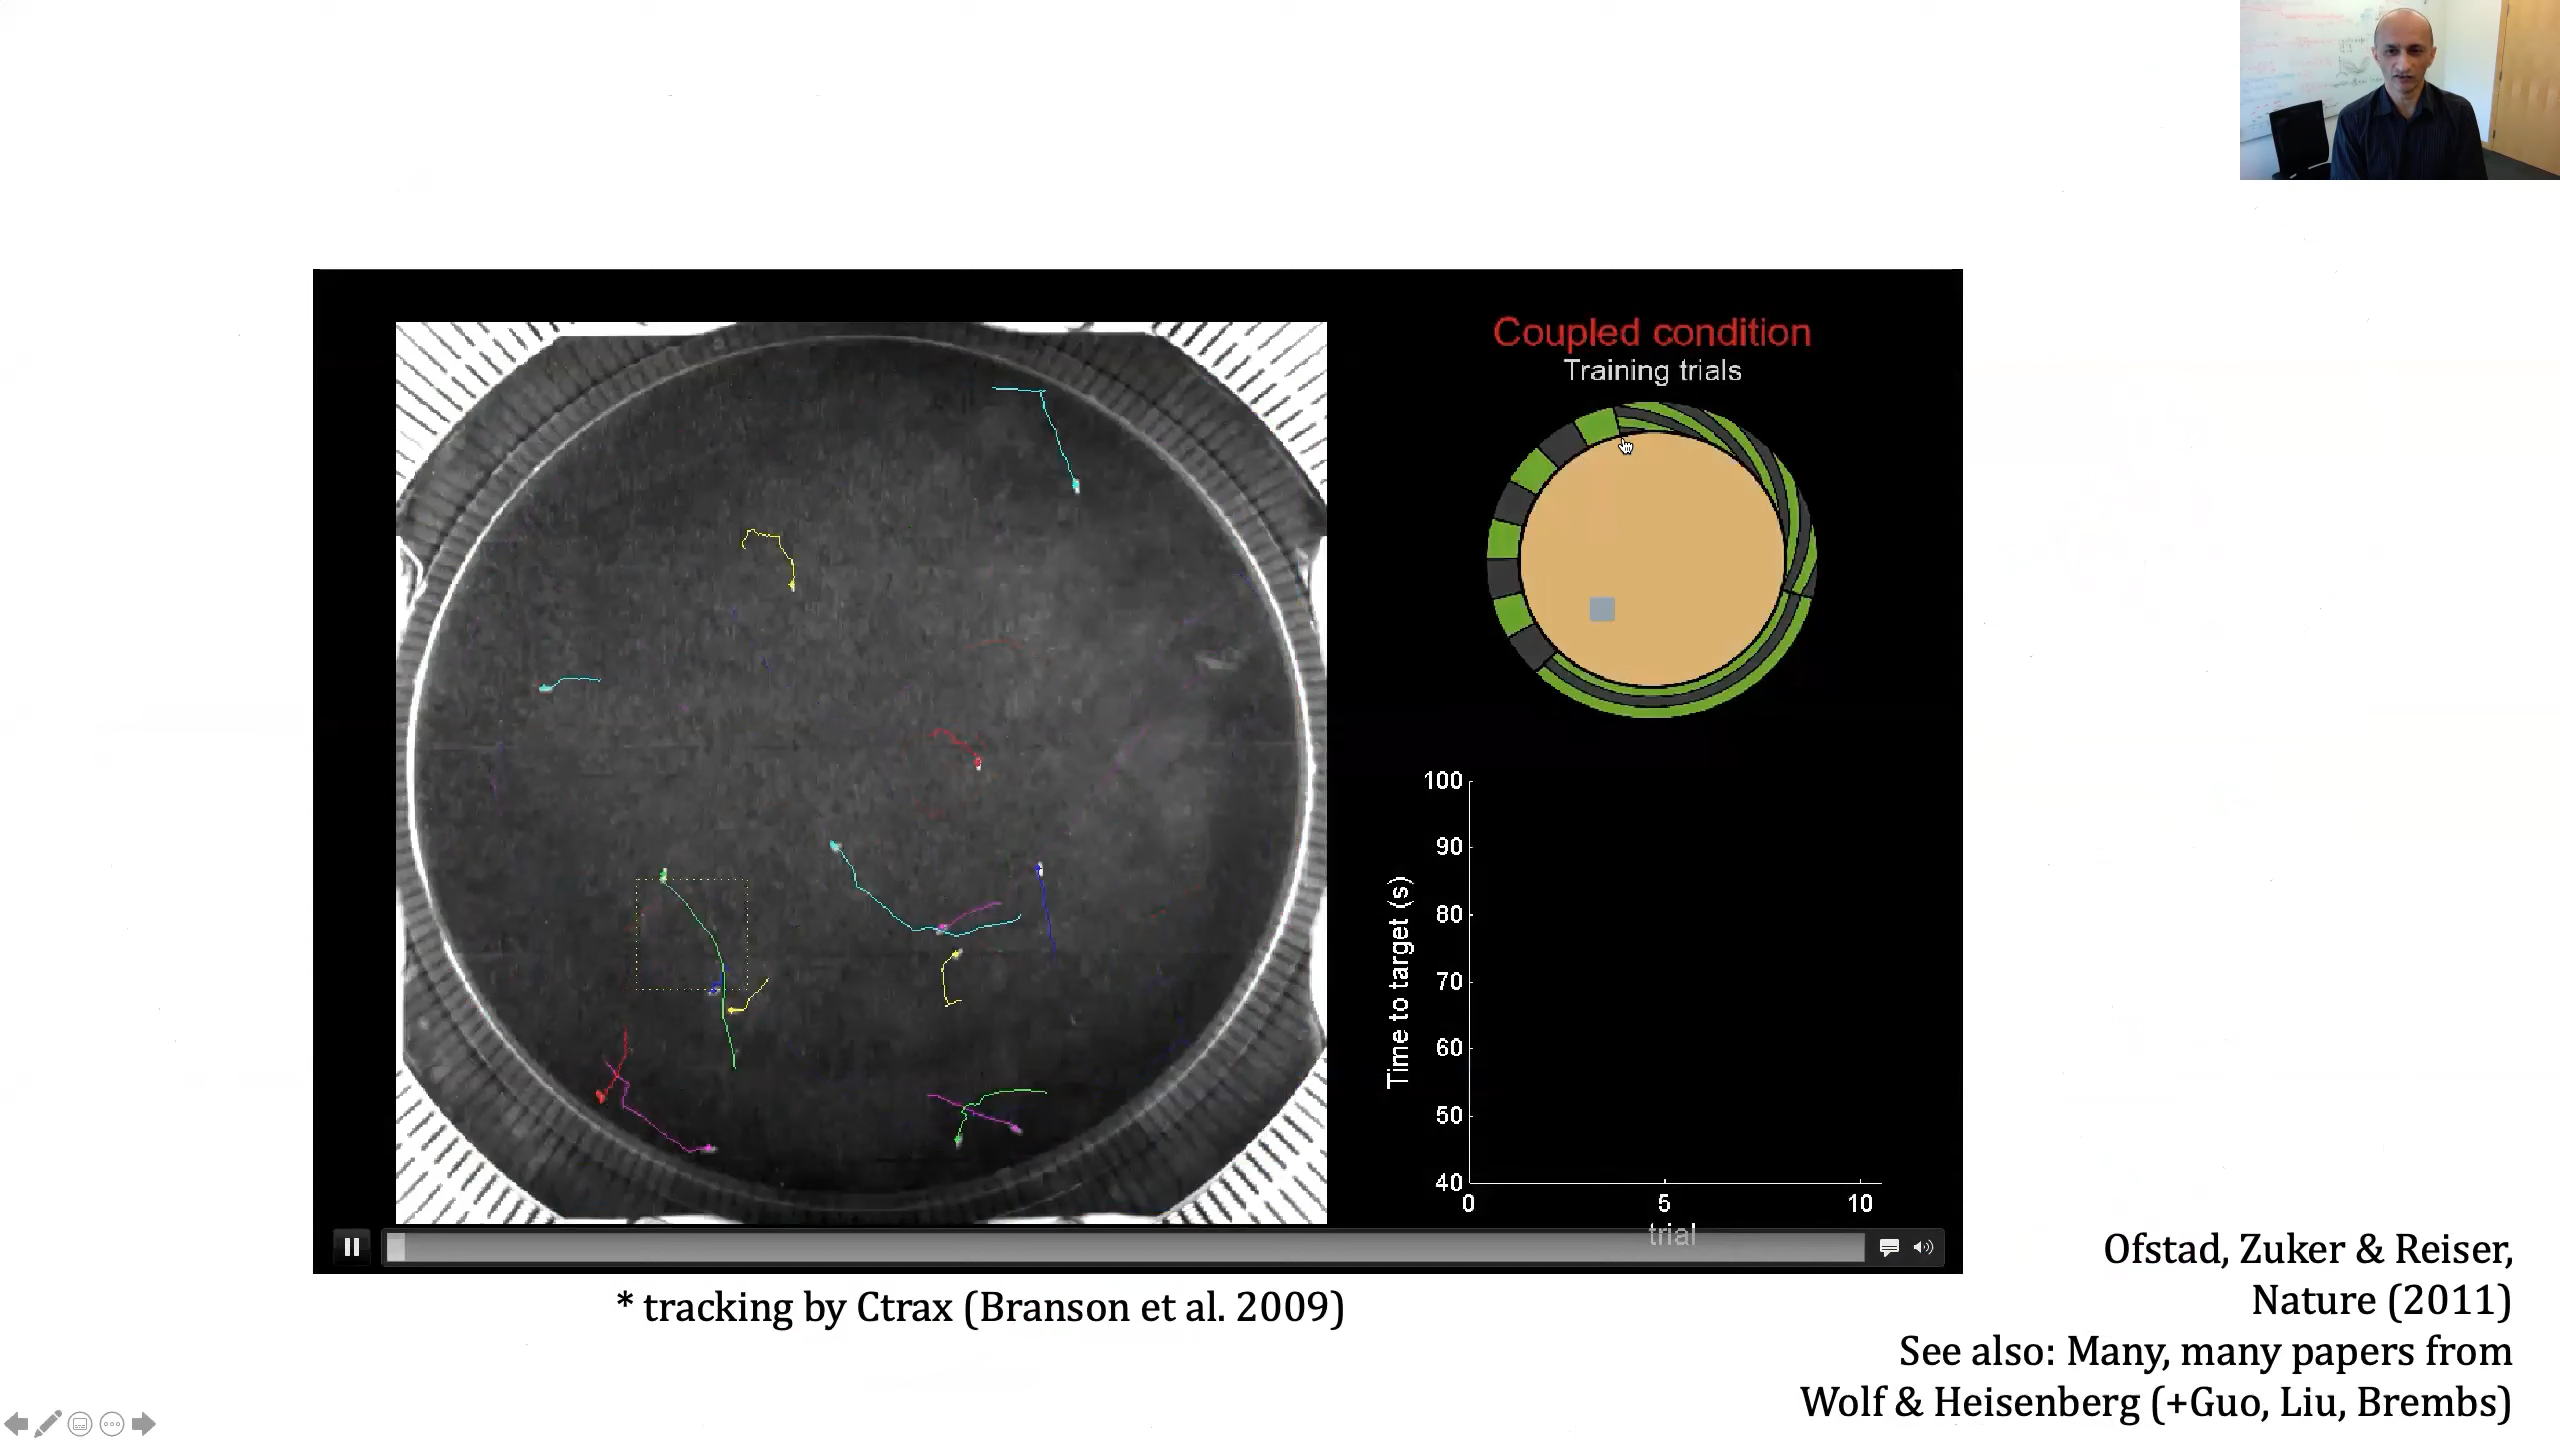 Coupled condition
Training trials
100
90
80
70
60
50
40
Time to target (s)
0
5
10
trial
* tracking by Ctrax (Branson et al. 2009)
Ofstad, Zuker & Reiser,
Nature (2011)
See also: Many, many papers from
Wolf & Heisenberg (+Guo, Liu, Brembs)